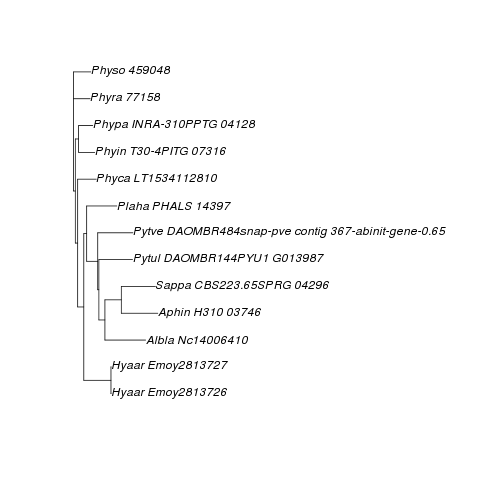 Physo 459048
Phyra 77158
Phypa INRA-310PPTG 04128
Phyin T30-4PITG 07316
Phyca LT1534112810
Plaha PHALS 14397
Pytve DAOMBR484snap-pve contig 367-abinit-gene-0.65
Pytul DAOMBR144PYU1 G013987
Sappa CBS223.65SPRG 04296
Aphin H310 03746
Albla Nc14006410
Hyaar Emoy2813727
Hyaar Emoy2813726